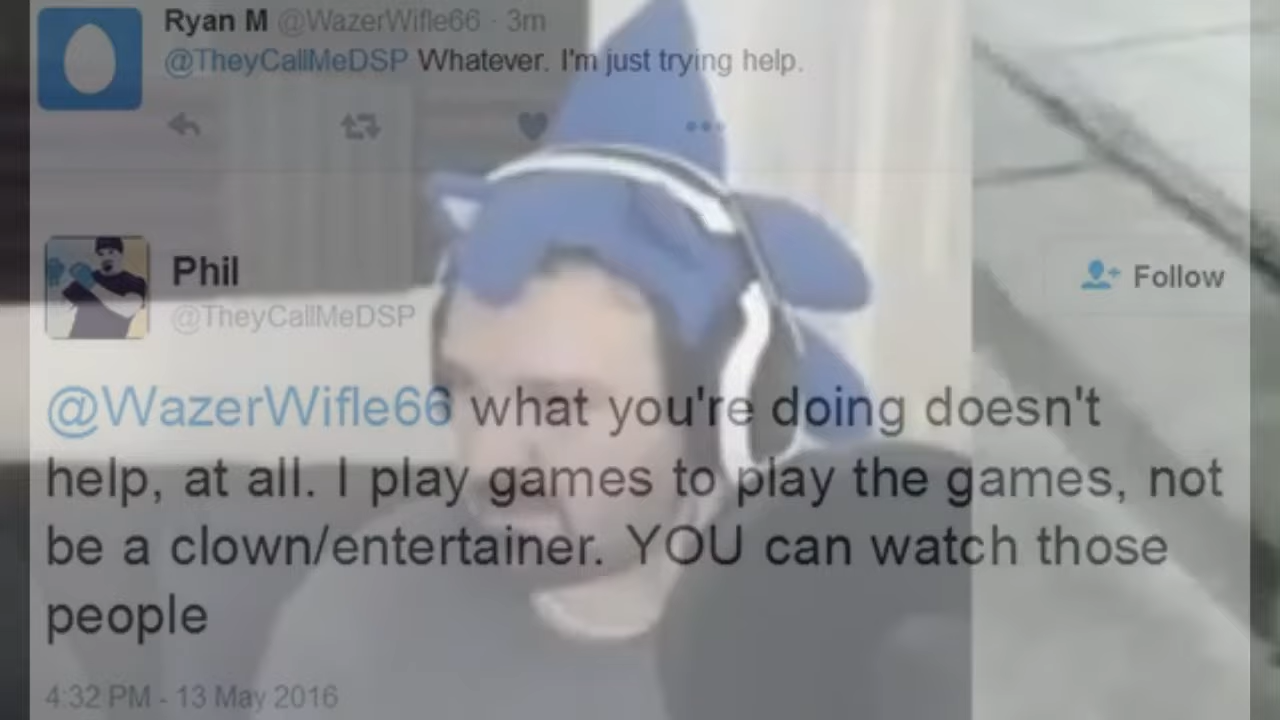 Ryan M @WazerWifle66 · 3m
@TheyCallMeDSP Whatever. I'm just trying help.
Phil
@TheyCallMeDSP
Follow
@WazerWifle66 what you're doing doesn't
help, at all. I play games to play the games, not
be a clown/entertainer. YOU can watch those
people
4:32 PM - 13 May 2016